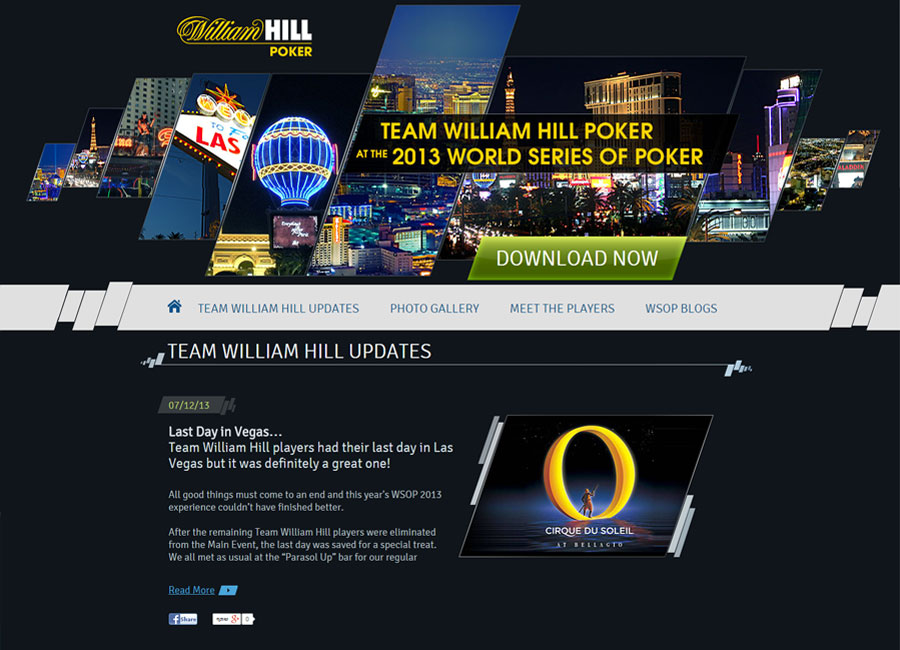 William HILL
POKER
TO F
LAS
TEAM WILLIAM HILL POKER
AT THE 2013 WORLD SERIES OF POKER
DOWNLOAD NOW
TEAM WILLIAM HILL UPDATES PHOTO GALLERY MEET THE PLAYERS WSOP BLOGS
TEAM WILLIAM HILL UPDATES
07/12/13
Last Day in Vegas...
Team William Hill players had their last day in Las
Vegas but it was definitely a great one!
All good things must come to an end and this year's WSOP 2013
experience couldn't have finished better.
After the remaining Team William Hill players were eliminated
from the Main Event, the last day was saved for a special treat.
We all met as usual at the “Parasol Up” bar for our regular
Read More
Share
0
O
CIRQUE DU SOLEIL
AT BELLAGIO